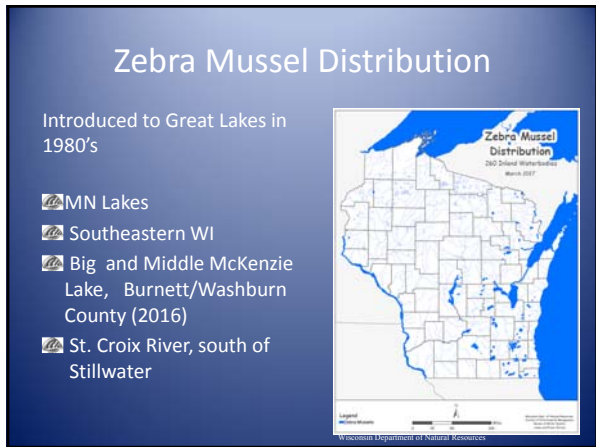 Zebra Mussel Distribution
Introduced to Great Lakes in
1980's
MN Lakes
Southeastern WI
Big and Middle McKenzie
Lake, Burnett/Washburn
County (2016)
St. Croix River, south of
Stillwater
Zebra Mussel
Distribution
260 Inland Waterbodies
March 2017
Legend
Zebra Mussels
Wisconsin Department of Natural Resources